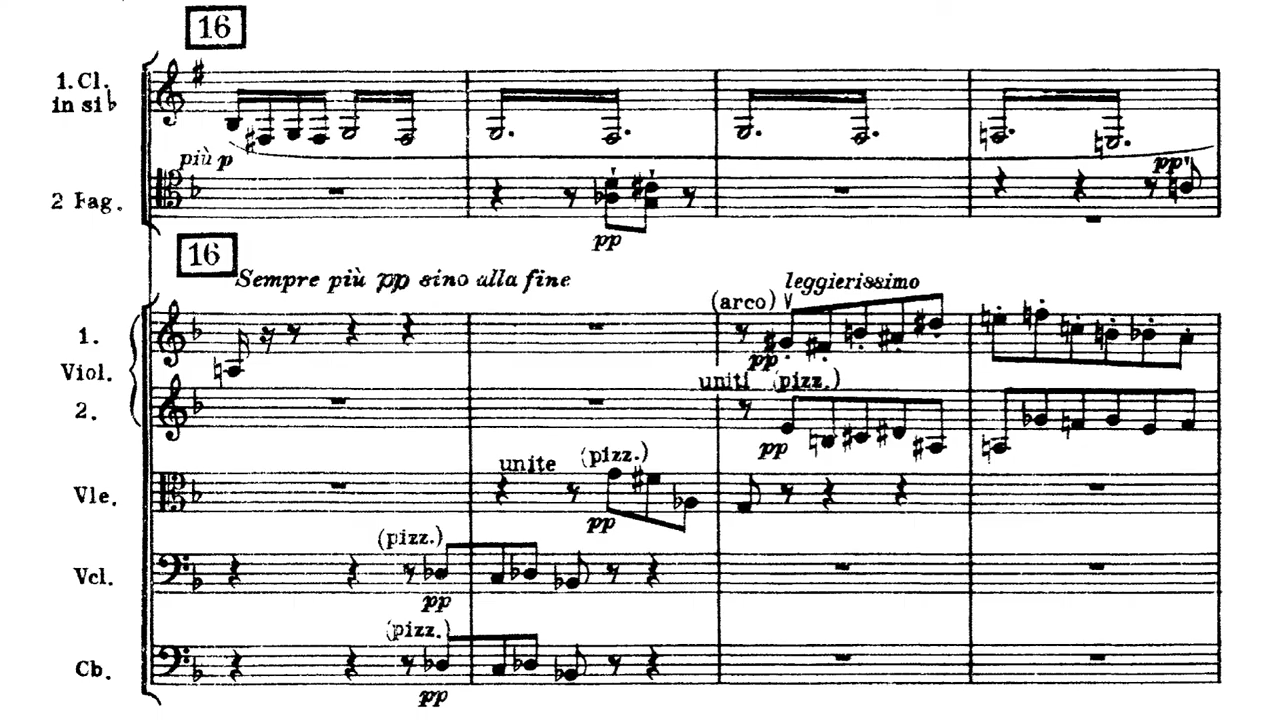 16
1. Cl.
in si♭
più p
pp
2 Fag.
pp
16
Sempre più pp sino alla fine
leggierissimo
(arco)
1.
pp
Viol.
uniti (pizz.)
2.
pp
unite (pizz.)
Vle.
pp
(pizz.)
Vcl.
pp
(pizz.)
Cb.
pp